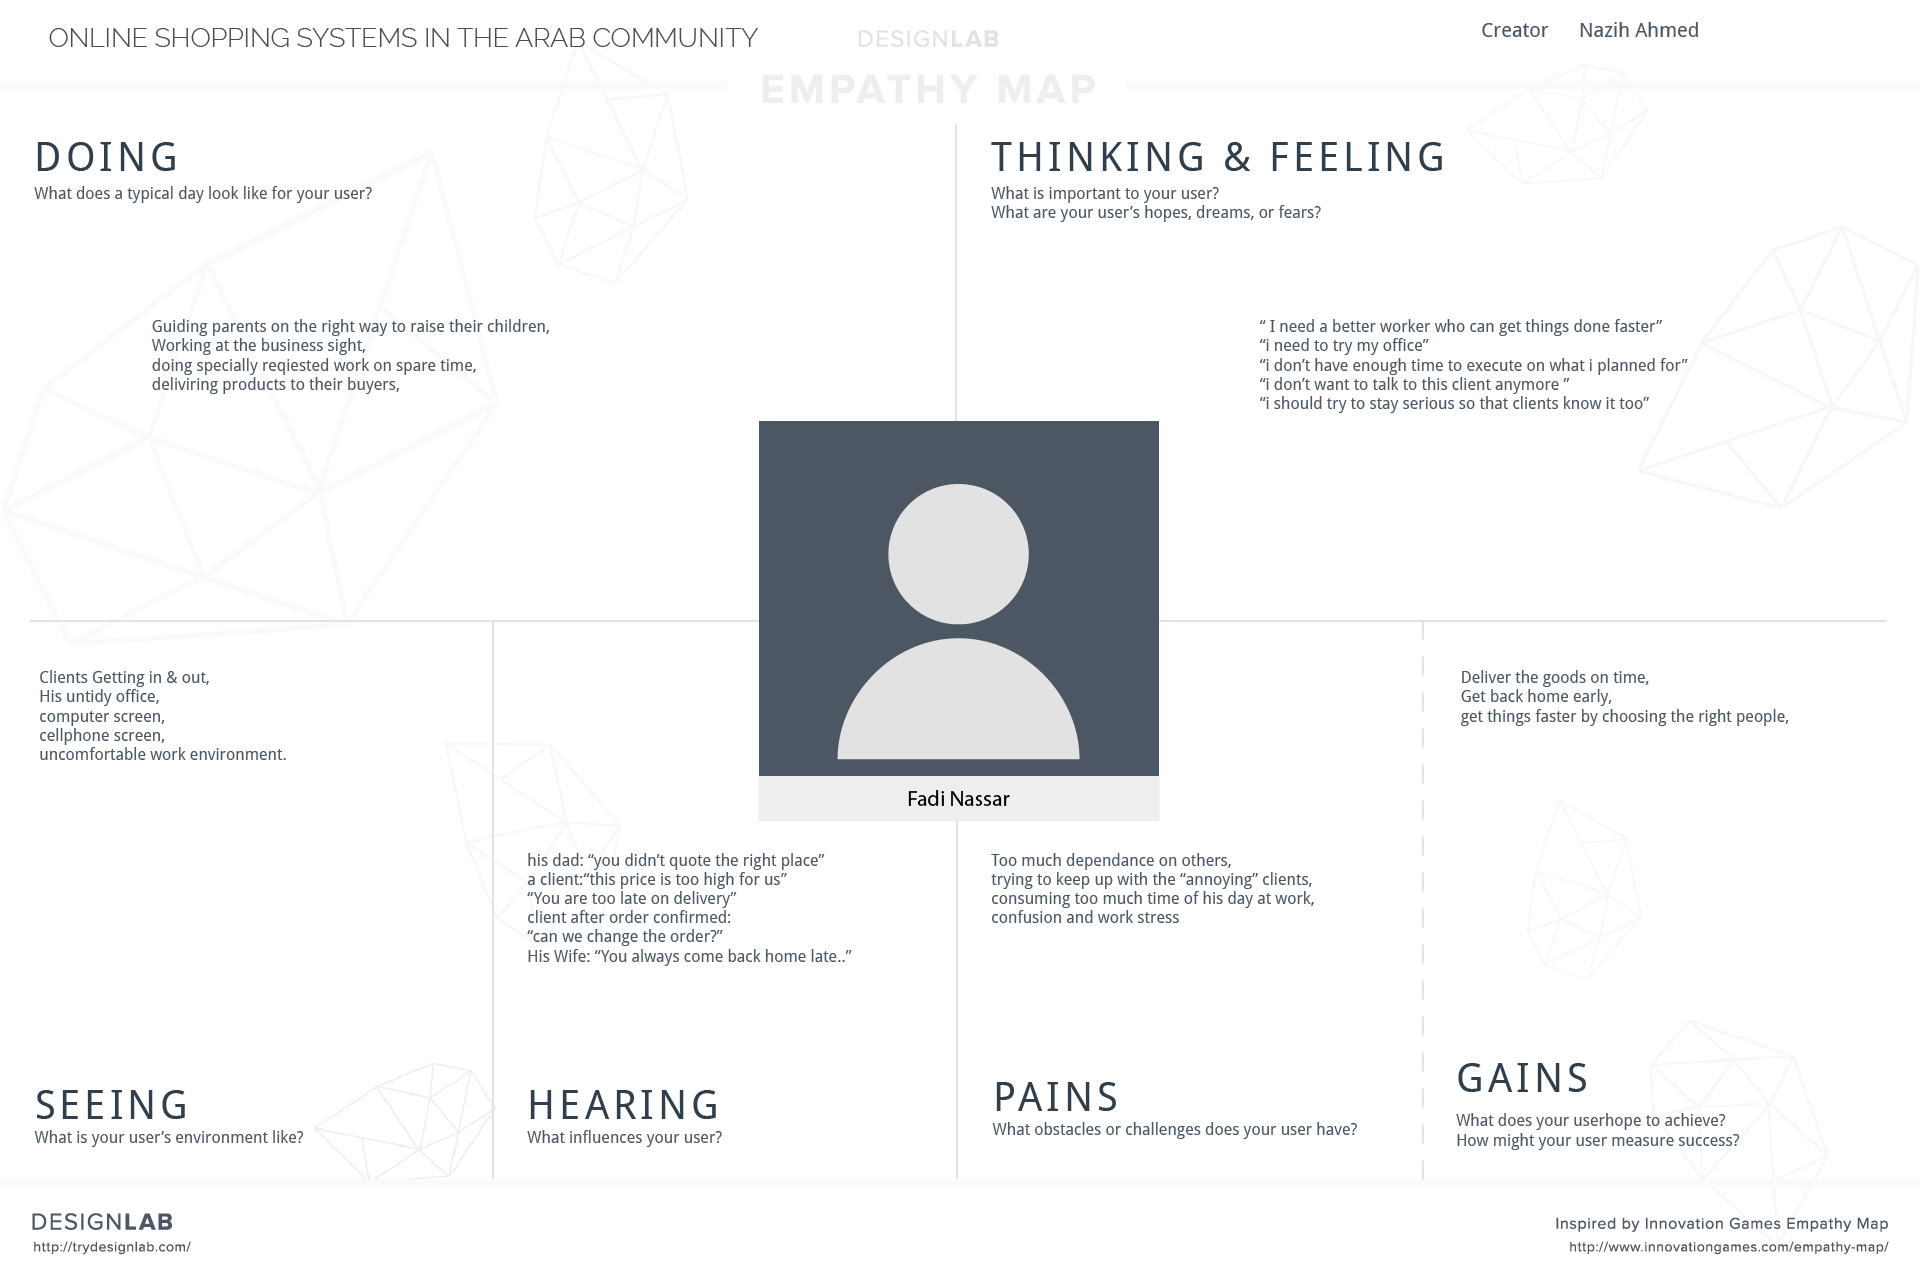 ONLINE SHOPPING SYSTEMS IN THE ARAB COMMUNITY
DESIGNLAB
EMPATHY MAP
Creator Nazih Ahmed
DOING
What does a typical day look like for your user?
Guiding parents on the right way to raise their children,
Working at the business sight,
doing specially reqiested work on spare time,
deliviring products to their buyers,
THINKING & FEELING
What is important to your user?
What are your user’s hopes, dreams, or fears?
“ I need a better worker who can get things done faster”
“i need to try my office”
“i don’t have enough time to execute on what i planned for”
“i don’t want to talk to this client anymore ”
“i should try to stay serious so that clients know it too”
Fadi Nassar
Clients Getting in & out,
His untidy office,
computer screen,
cellphone screen,
uncomfortable work environment.
SEEING
What is your user’s environment like?
his dad: “you didn’t quote the right place”
a client:“this price is too high for us”
“You are too late on delivery”
client after order confirmed:
“can we change the order?”
His Wife: “You always come back home late..”
HEARING
What influences your user?
Too much dependance on others,
trying to keep up with the “annoying” clients,
consuming too much time of his day at work,
confusion and work stress
PAINS
What obstacles or challenges does your user have?
Deliver the goods on time,
Get back home early,
get things faster by choosing the right people,
GAINS
What does your userhope to achieve?
How might your user measure success?
DESIGNLAB
http://trydesignlab.com/
Inspired by Innovation Games Empathy Map
http://www.innovationgames.com/empathy-map/